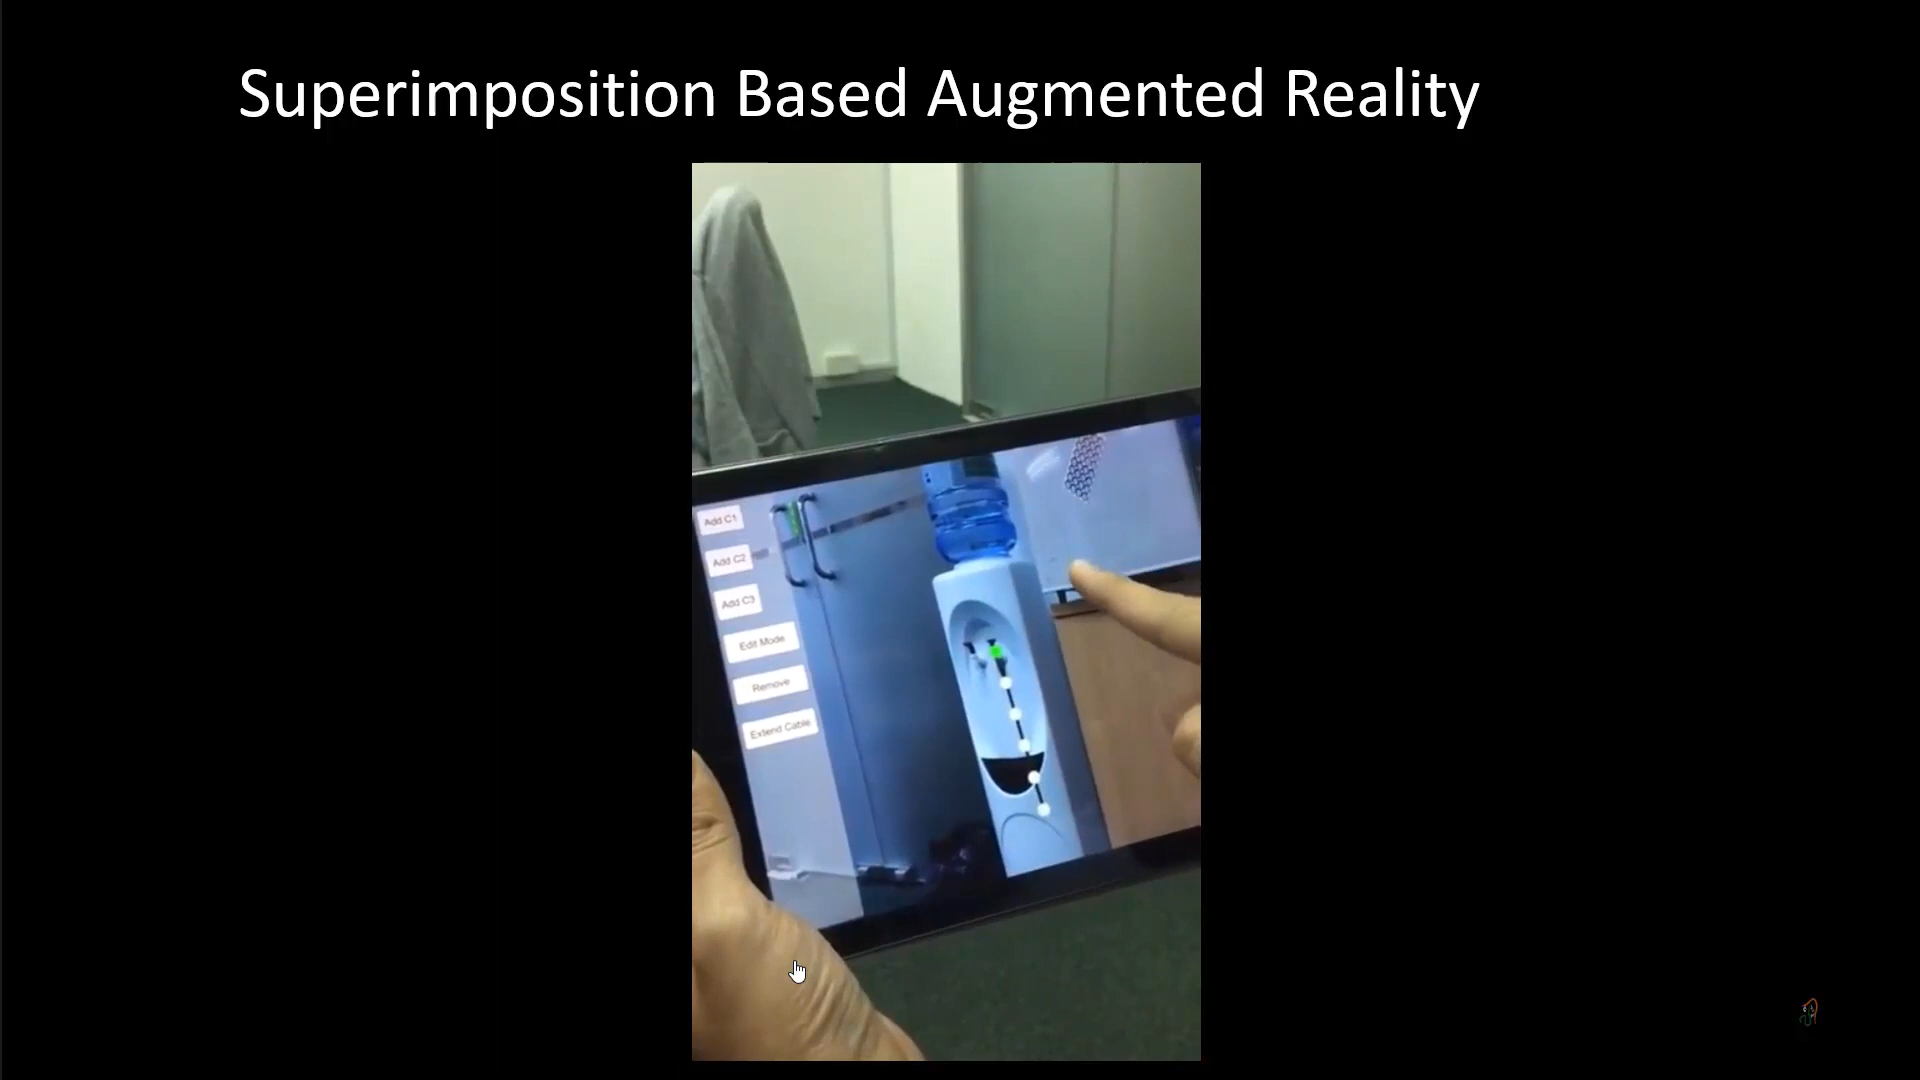 Superimposition Based Augmented Reality
Add C1
Add C2
Add C3
Edit Mode
Remove
Extend Cable